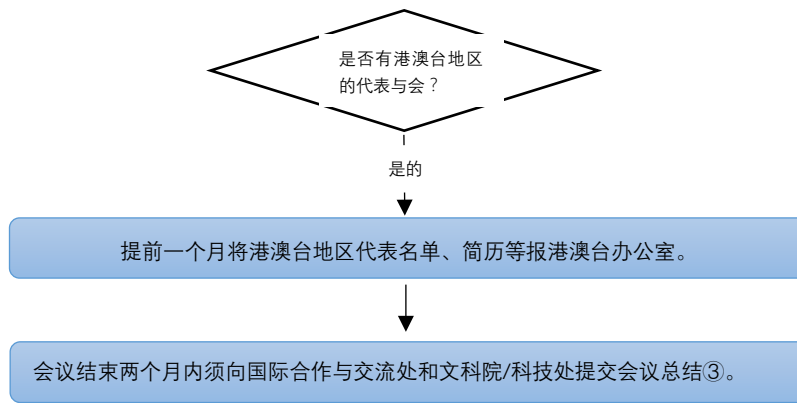 是否有港澳台地区
的代表与会？
是的
提前一个月将港澳台地区代表名单、简历等报港澳台办公室。
会议结束两个月内须向国际合作与交流处和文科院/科技处提交会议总结③。